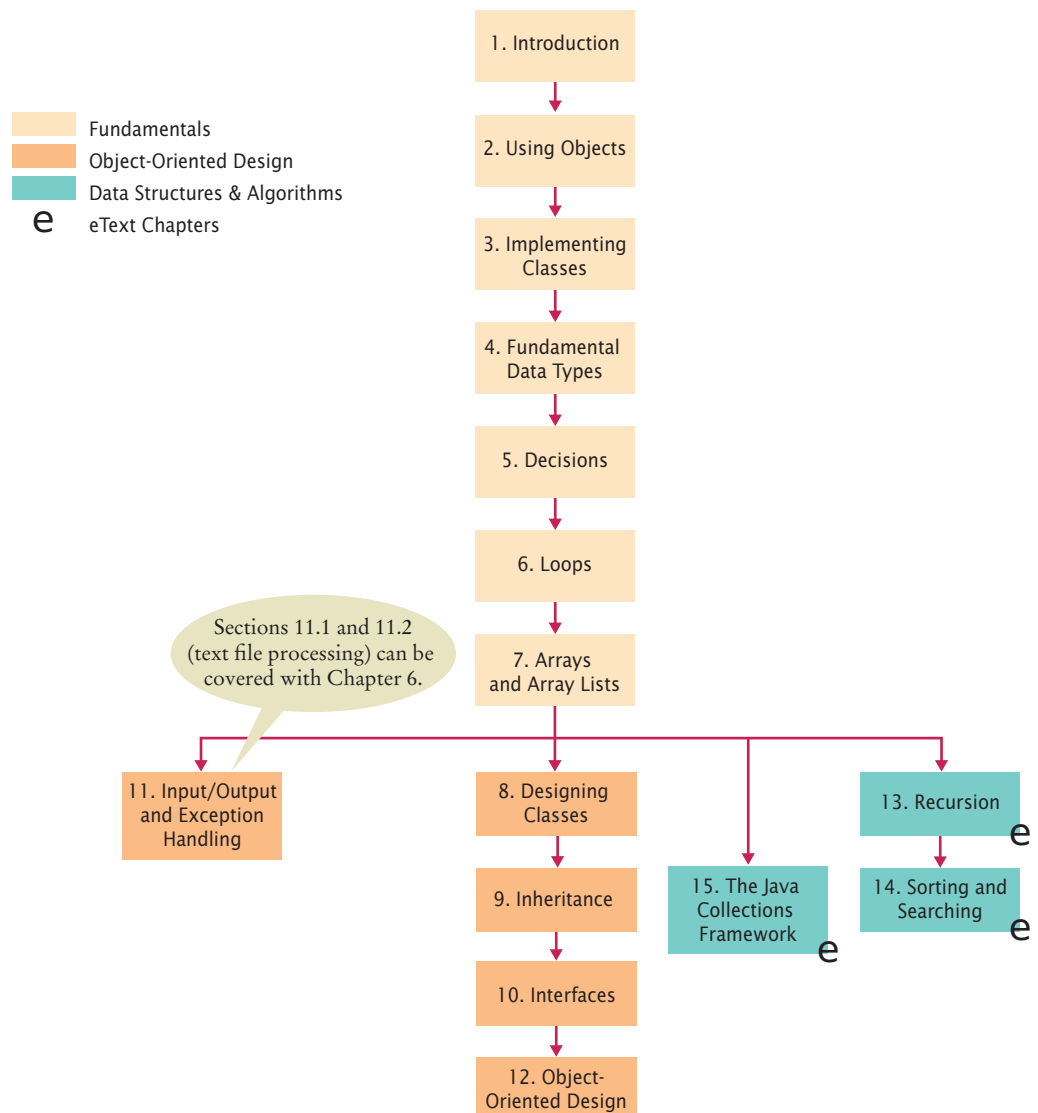 1. Introduction
Fundamentals
Object-Oriented Design
Data Structures & Algorithms
e
eText Chapters
2. Using Objects
3. Implementing
Classes
4. Fundamental
Data Types
5. Decisions
6. Loops
Sections 11.1 and 11.2
(text file processing) can be
covered with Chapter 6.
7. Arrays
and Array Lists
11. Input/Output
and Exception
Handling
8. Designing
Classes
13. Recursion
e
9. Inheritance
15. The Java
Collections
Framework
e
14. Sorting and
Searching
e
10. Interfaces
12. Object-
Oriented Design